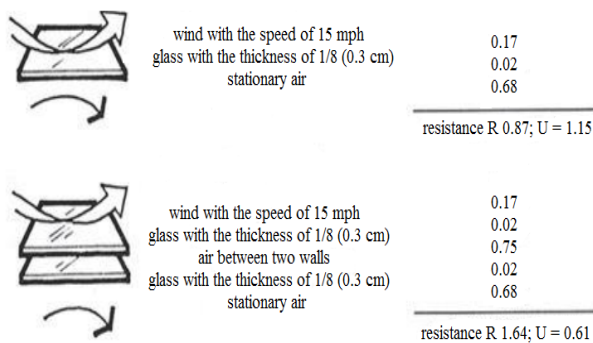 wind with the speed of 15 mph
glass with the thickness of 1/8 (0.3 cm)
stationary air
0.17
0.02
0.68
resistance R 0.87; U = 1.15
wind with the speed of 15 mph
glass with the thickness of 1/8 (0.3 cm)
air between two walls
glass with the thickness of 1/8 (0.3 cm)
stationary air
0.17
0.02
0.75
0.02
0.68
resistance R 1.64; U = 0.61